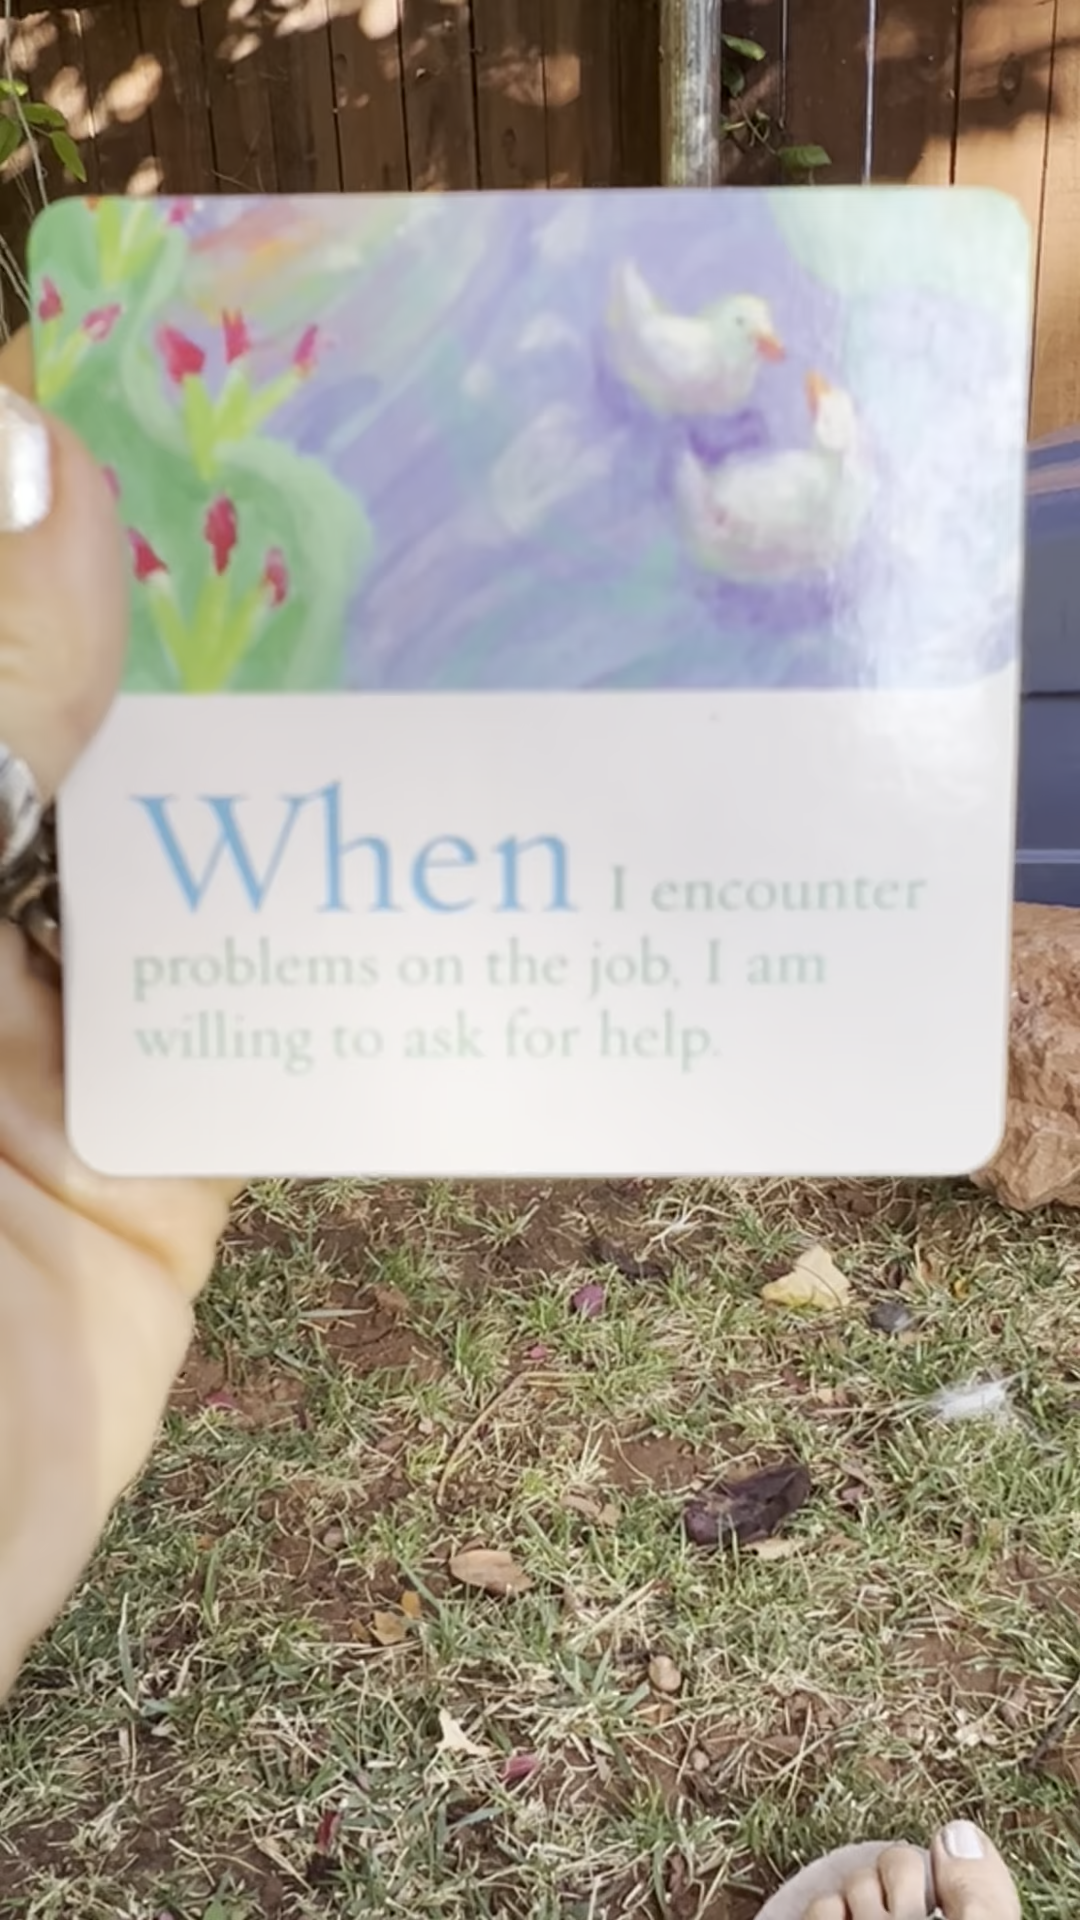 When I encounter
problems on the job, I am
willing to ask for help.